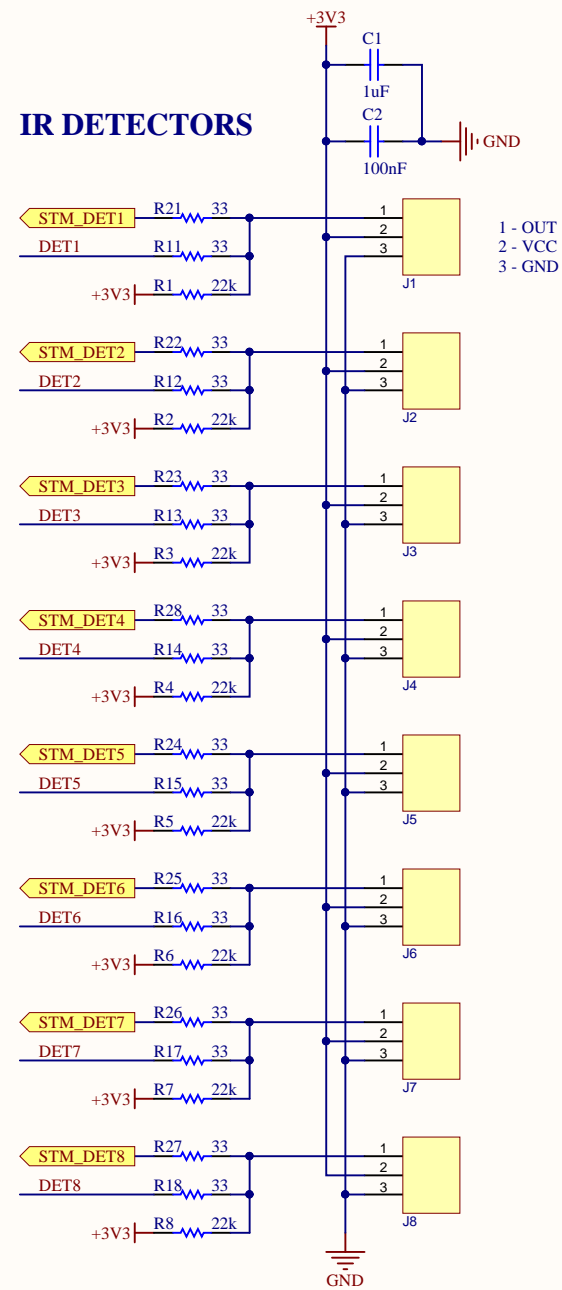 +3V3
C1
1uF
IR DETECTORS
C2
GND
100nF
STM_DET1 R21 33 1
1 - OUT
DET1 R11 33 2
2 - VCC
3
3 - GND
+3V3 R1 22k J1
STM_DET2 R22 33 1
2
DET2 R12 33 3
+3V3 R2 22k J2
STM_DET3 R23 33 1
2
DET3 R13 33 3
+3V3 R3 22k J3
STM_DET4 R28 33 1
2
DET4 R14 33 3
+3V3 R4 22k J4
STM_DET5 R24 33 1
2
DET5 R15 33 3
+3V3 R5 22k J5
STM_DET6 R25 33 1
2
DET6 R16 33 3
+3V3 R6 22k J6
STM_DET7 R26 33 1
2
DET7 R17 33 3
+3V3 R7 22k J7
STM_DET8 R27 33 1
2
DET8 R18 33 3
+3V3 R8 22k J8
GND